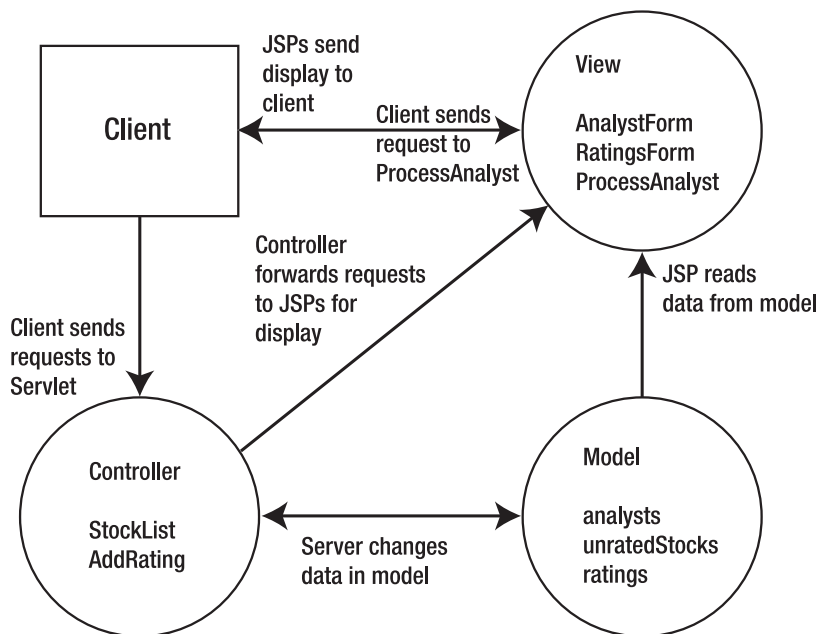 JSPs send
display to
client
Client
Client sends
request to
ProcessAnalyst
View
AnalystForm
RatingsForm
ProcessAnalyst
Controller
forwards requests
to JSPs for
display
JSP reads
data from model
Client sends
requests to
Servlet
Controller
StockList
AddRating
Server changes
data in model
Model
analysts
unratedStocks
ratings